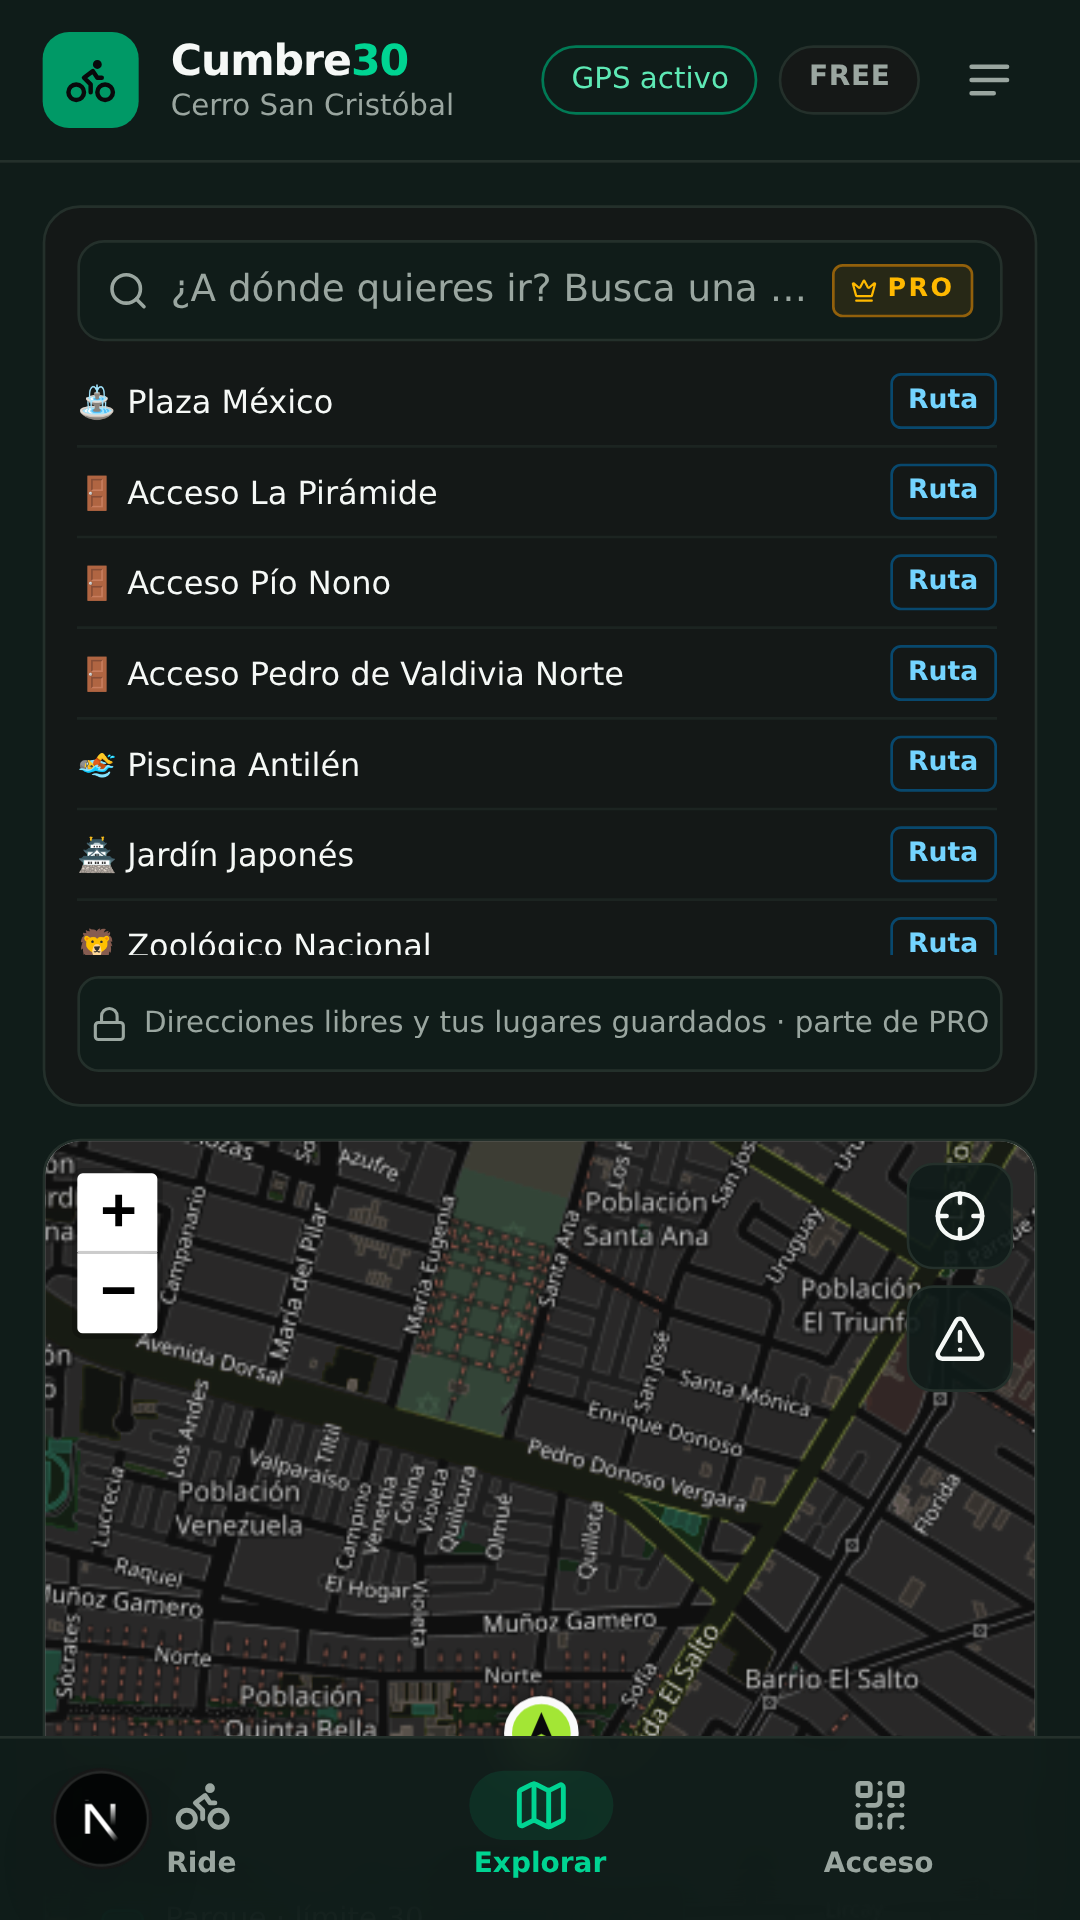 Cumbre30
Cerro San Cristóbal
GPS activo
FREE
¿A dónde quieres ir? Busca una ...
PRO
Plaza México
Ruta
Acceso La Pirámide
Ruta
Acceso Pío Nono
Ruta
Acceso Pedro de Valdivia Norte
Ruta
Piscina Antilén
Ruta
Jardín Japonés
Ruta
Zoológico Nacional
Ruta
Direcciones libres y tus lugares guardados · parte de PRO
+
−
Azufre
Campanario
María del Pilar
María Eugenia
Santa Ana
Población
Santa Ana
San José
Uruguay
Población
El Triunfo
Avenida Dorsal
San José
Santa Mónica
Enrique Donoso
Pedro Donoso Vergara
Los Andes
Tiltil
Valparaíso
Población
Venezuela
Lucrecia
Campino
Venettia
Colina
Violeta
Quilicura
Olmué
Quillota
Florida
Raquel
El Hogar
Violeta
Muñoz Gamero
Muñoz Gamero
Sócrates
Norte
Norte
Población
Quinta Bella
Sofía
da El Salto
Barrio El Salto
N
Ride
Explorar
Acceso